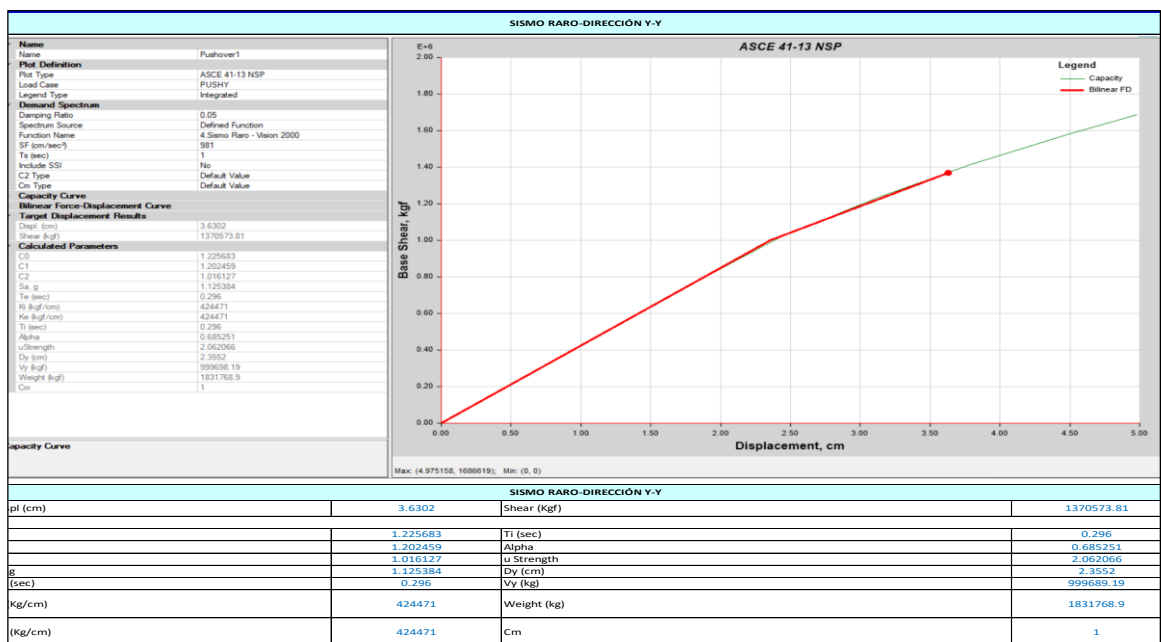 SISMO RARO-DIRECCIÓN Y-Y
Name
Name Pushover1
Plot Definition
Plot Type ASCE 41-13 NSP
Load Case PUSHY
Legend Type Integrated
Demand Spectrum
Damping Ratio 0.05
Spectrum Source Defined Function
Function Name 4.Sismo Raro - Vision 2000
SF (cm/sec²) 981
Ts (sec) 1
Include SSI No
C2 Type Default Value
Cm Type Default Value
Capacity Curve
Bilinear Force-Displacement Curve
Target Displacement Results
Displ. (cm) 3.6302
Shear (kgf) 1370573.81
Calculated Parameters
C0 1.225683
C1 1.202459
C2 1.016127
Sa, g 1.125384
Te (sec) 0.296
Ki (kgf/cm) 424471
Ke (kgf/cm) 424471
Ti (sec) 0.296
Alpha 0.685251
uStrength 2.062066
Dy (cm) 2.3552
Vy (kgf) 999698.19
Weight (kgf) 1831768.9
Cm 1
apacity Curve
ASCE 41-13 NSP
E+6
2.00
1.80
1.60
1.40
1.20
1.00
0.80
0.60
0.40
0.20
0.00
Base Shear, kgf
Legend
Capacity
Bilinear FD
0.00 0.50 1.00 1.50 2.00 2.50 3.00 3.50 4.00 4.50 5.00
Displacement, cm
Max: (4.975158, 1686619); Min: (0, 0)
SISMO RARO-DIRECCIÓN Y-Y
pl (cm) 3.6302 Shear (Kgf) 1370573.81
1.225683 Ti (sec) 0.296
1.202459 Alpha 0.685251
1.016127 u Strength 2.062066
g 1.125384 Dy (cm) 2.3552
(sec) 0.296 Vy (kg) 999689.19
(Kg/cm) 424471 Weight (kg) 1831768.9
(Kg/cm) 424471 Cm 1